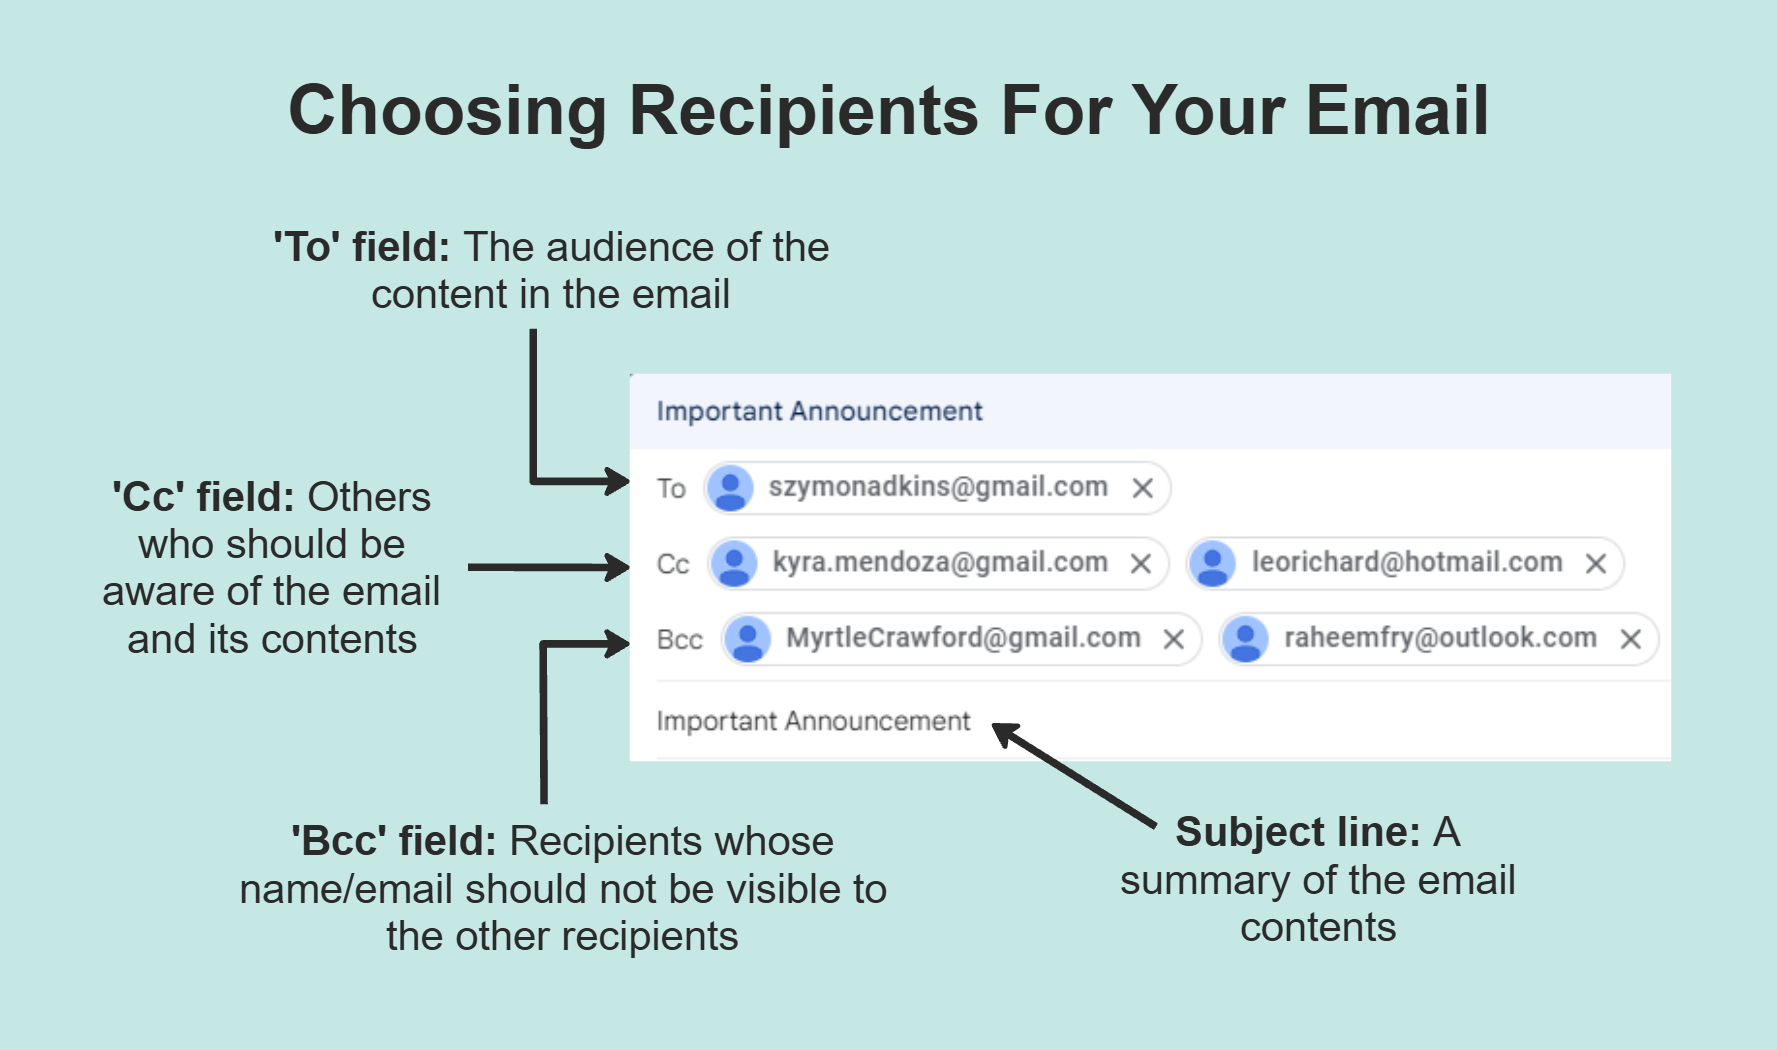 Choosing Recipients For Your Email
'To' field: The audience of the
content in the email
'Cc' field: Others
who should be
aware of the email
and its contents
Important Announcement
To szymonadkins@gmail.com
Cc kyra.mendoza@gmail.com leorichard@hotmail.com
Bcc MyrtleCrawford@gmail.com raheemfry@outlook.com
Important Announcement
'Bcc' field: Recipients whose
name/email should not be visible to
the other recipients
Subject line: A
summary of the email
contents